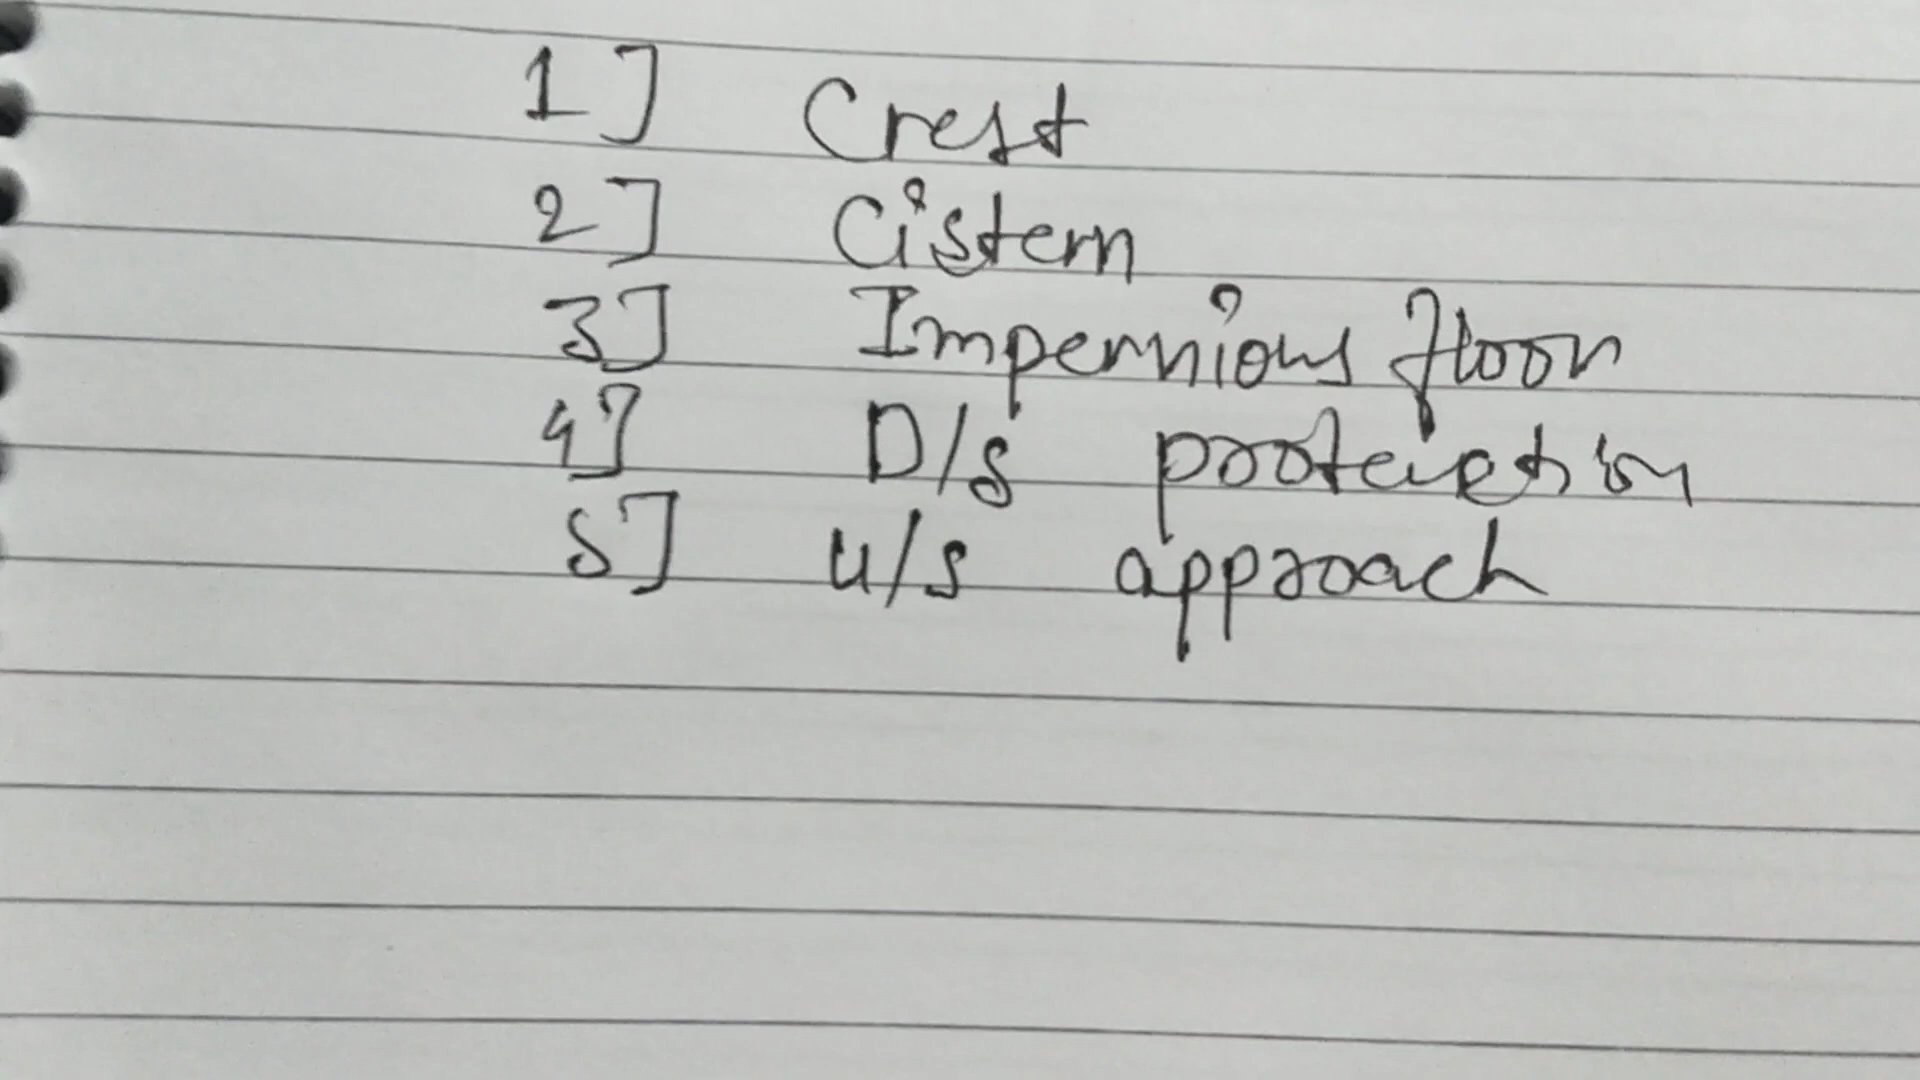 1] Crest
2] Cistern
3] Impervious floor
4] D/s protection
5] u/s approach